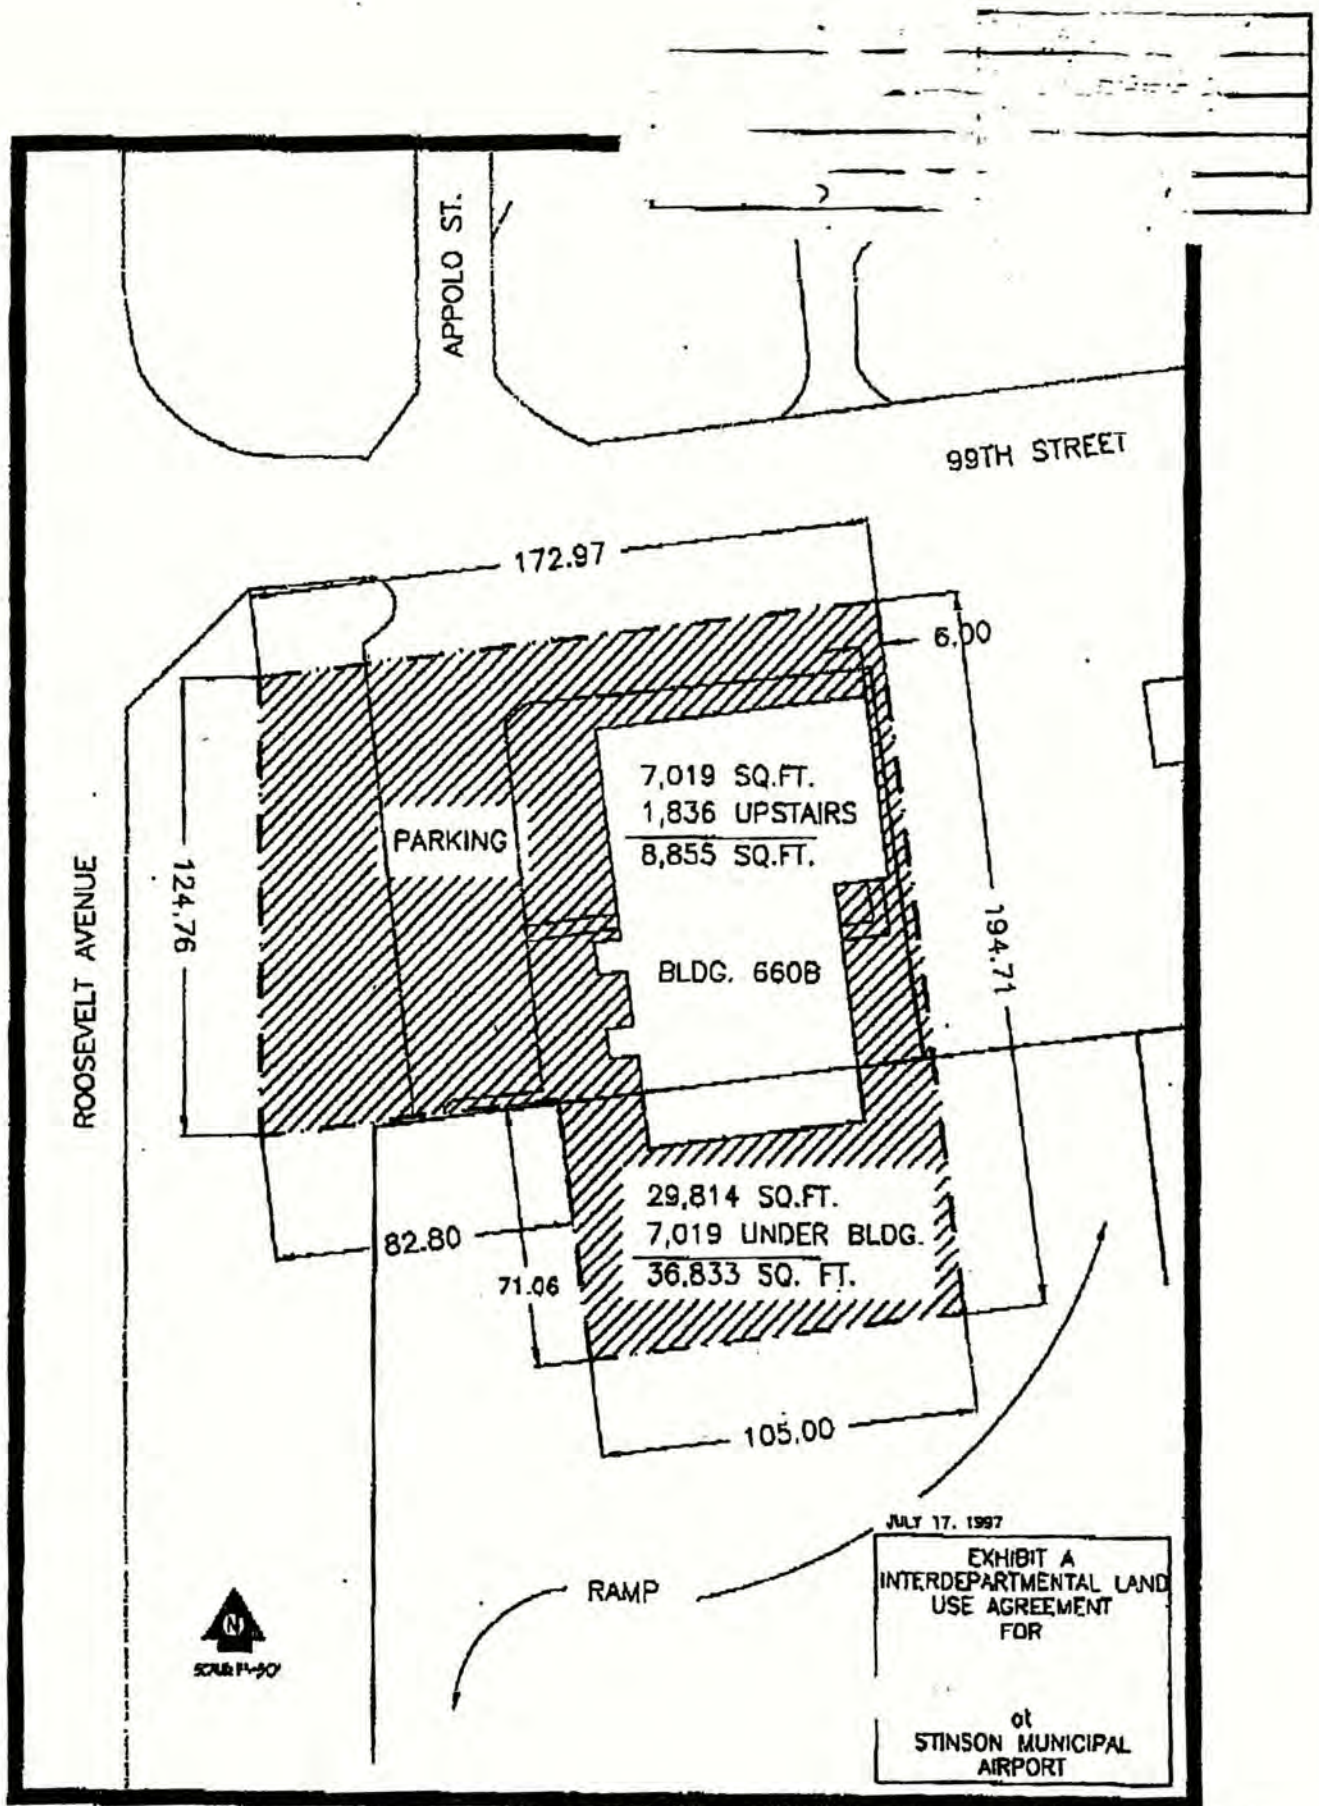 APPOLO ST.
99TH STREET
172.97
6.00
7,019 SQ.FT.
1,836 UPSTAIRS
8,855 SQ.FT.
PARKING
124.76
ROOSEVELT AVENUE
194.71
BLDG. 660B
29,814 SQ.FT.
7,019 UNDER BLDG.
36,833 SQ. FT.
82.80
71.06
105.00
RAMP
N
JULY 17, 1997
EXHIBIT A
INTERDEPARTMENTAL LAND
USE AGREEMENT
FOR
at
STINSON MUNICIPAL
AIRPORT